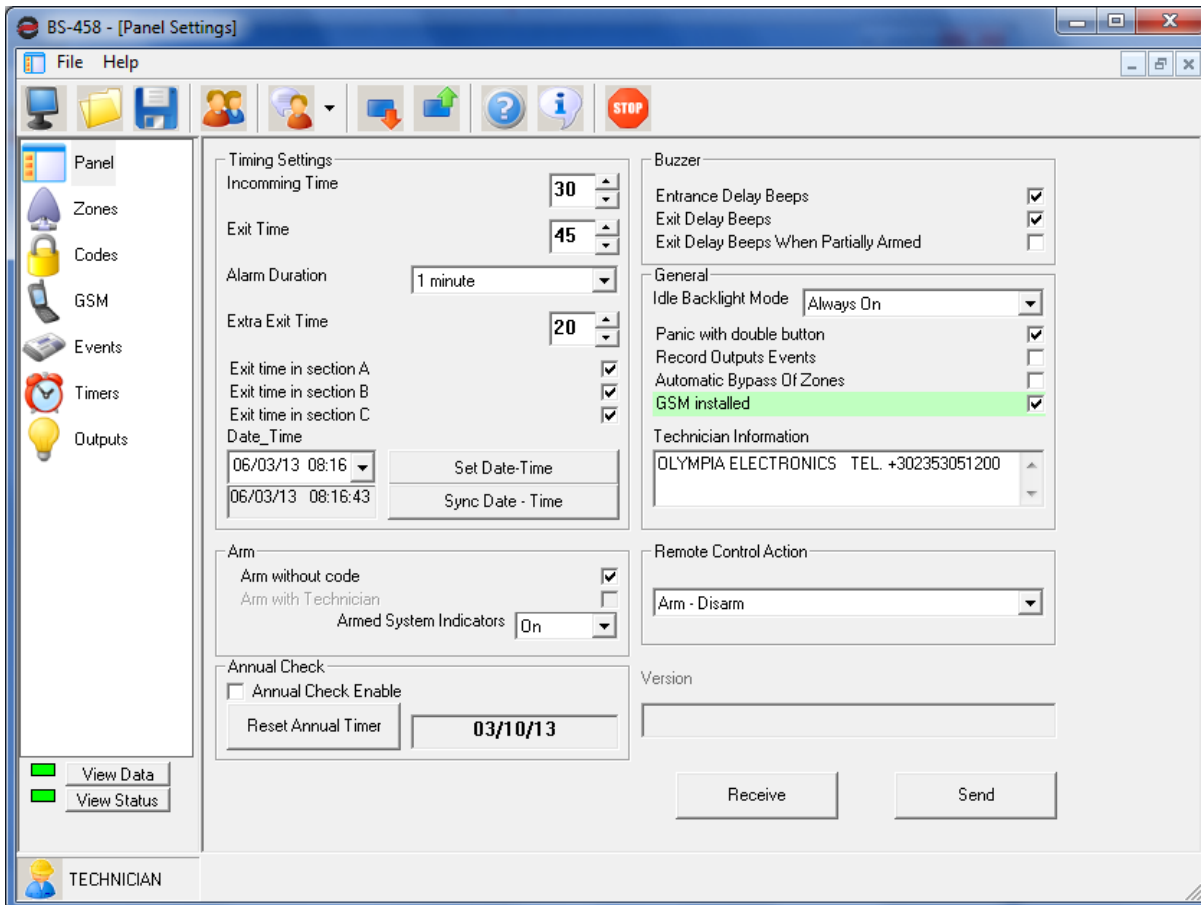 BS-458 - [Panel Settings]
File Help
STOP
Panel
Zones
Codes
GSM
Events
Timers
Outputs
View Data
View Status
TECHNICIAN
Timing Settings
Incomming Time 30
Exit Time 45
Alarm Duration 1 minute
Extra Exit Time 20
Exit time in section A
Exit time in section B
Exit time in section C
Date_Time
06/03/13 08:16 Set Date-Time
06/03/13 08:16:43 Sync Date - Time
Arm
Arm without code
Arm with Technician
Armed System Indicators On
Annual Check
Annual Check Enable
Reset Annual Timer 03/10/13
Buzzer
Entrance Delay Beeps
Exit Delay Beeps
Exit Delay Beeps When Partially Armed
General
Idle Backlight Mode Always On
Panic with double button
Record Outputs Events
Automatic Bypass Of Zones
GSM installed
Technician Information
OLYMPIA ELECTRONICS TEL. +302353051200
Remote Control Action
Arm - Disarm
Version
Receive Send